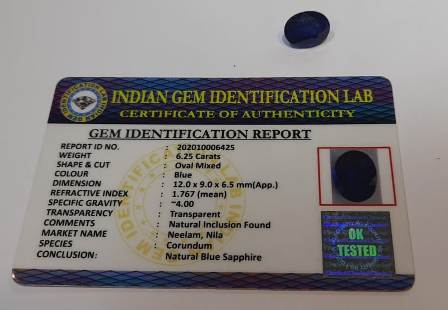 INDIAN GEM IDENTIFICATION LAB
CERTIFICATE OF AUTHENTICITY
GEM IDENTIFICATION REPORT
REPORT ID NO. : 202010006425
WEIGHT : 6.25 Carats
SHAPE & CUT : Oval Mixed
COLOUR : Blue
DIMENSION : 12.0 x 9.0 x 6.5 mm(App.)
REFRACTIVE INDEX : 1.767 (mean)
SPECIFIC GRAVITY : ~4.00
TRANSPARENCY : Transparent
COMMENTS : Natural Inclusion Found
MARKET NAME : Neelam, Nila
SPECIES : Corundum
CONCLUSION: Natural Blue Sapphire
OK
TESTED